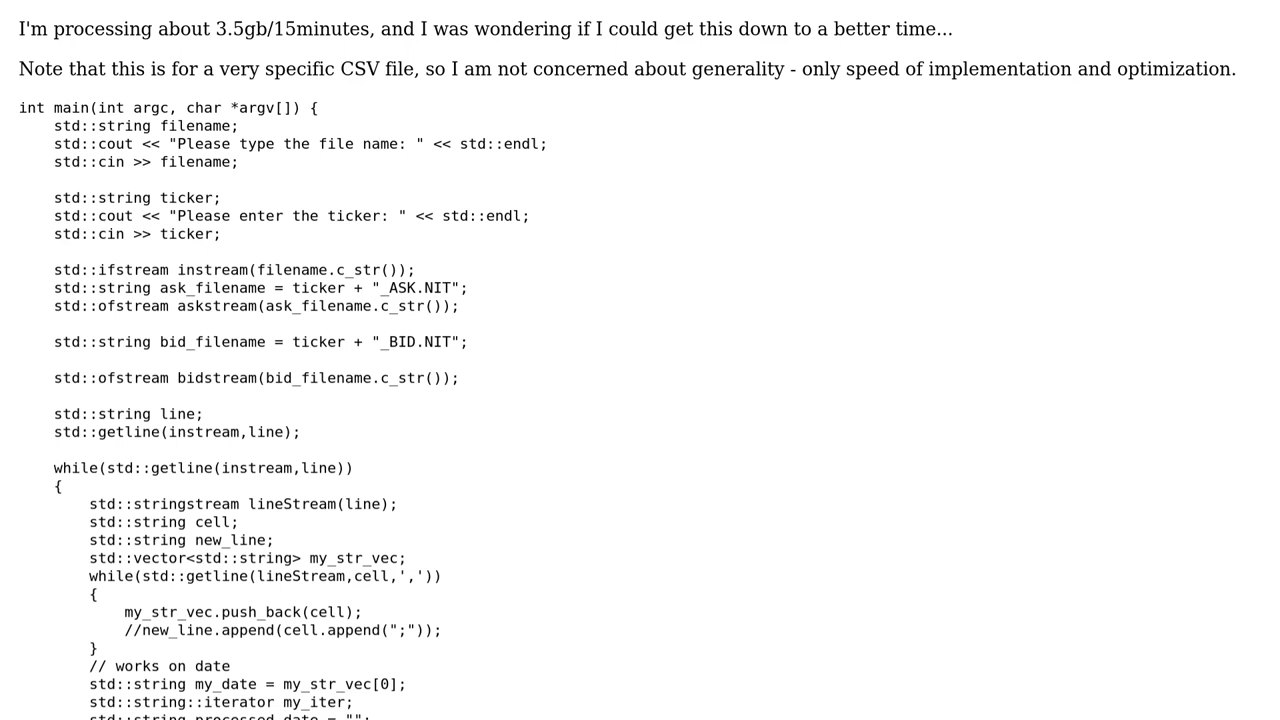 I'm processing about 3.5gb/15minutes, and I was wondering if I could get this down to a better time...
Note that this is for a very specific CSV file, so I am not concerned about generality - only speed of implementation and optimization.
int main(int argc, char *argv[]) {
    std::string filename;
    std::cout << "Please type the file name: " << std::endl;
    std::cin >> filename;

    std::string ticker;
    std::cout << "Please enter the ticker: " << std::endl;
    std::cin >> ticker;

    std::ifstream instream(filename.c_str());
    std::string ask_filename = ticker + "_ASK.NIT";
    std::ofstream askstream(ask_filename.c_str());

    std::string bid_filename = ticker + "_BID.NIT";

    std::ofstream bidstream(bid_filename.c_str());

    std::string line;
    std::getline(instream,line);

    while(std::getline(instream,line))
    {
        std::stringstream lineStream(line);
        std::string cell;
        std::string new_line;
        std::vector<std::string> my_str_vec;
        while(std::getline(lineStream,cell,','))
        {
            my_str_vec.push_back(cell);
            //new_line.append(cell.append(";"));
        }
        // works on date
        std::string my_date = my_str_vec[0];
        std::string::iterator my_iter;
        std::string processed_date = "";